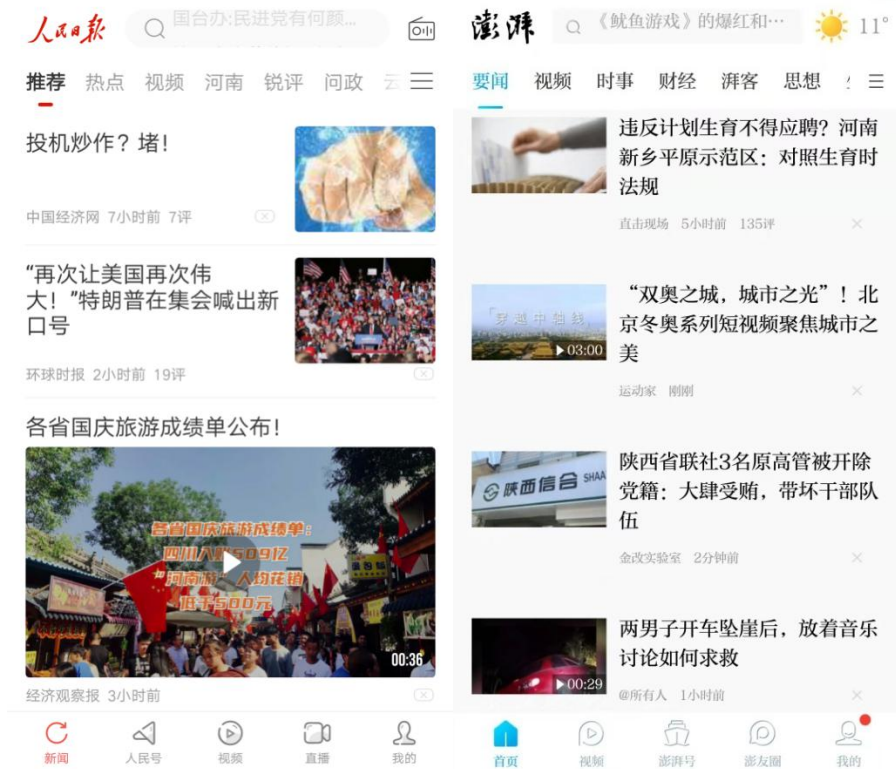 人民日报
国台办:民进党有何颜...
推荐 热点 视频 河南 锐评 问政 云
投机炒作？堵！
中国经济网 7小时前 7评
“再次让美国再次伟
大！”特朗普在集会喊出新
口号
环球时报 2小时前 19评
各省国庆旅游成绩单公布！
各省国庆旅游成绩单:
四川入账509亿
“河南游”人均花销
低于500元
00:36
经济观察报 3小时前
新闻 人民号 视频 直播 我的
澎湃
《鱿鱼游戏》的爆红和···
11°
要闻 视频 时事 财经 湃客 思想
违反计划生育不得应聘？河南
新乡平原示范区：对照生育时
法规
直击现场 5小时前 135评
“双奥之城，城市之光”！北
京冬奥系列短视频聚焦城市之
美
穿越中轴线
03:00
运动家 刚刚
陕西省联社3名原高管被开除
党籍：大肆受贿，带坏干部队
伍
陕西信合 SHAA
金改实验室 2分钟前
两男子开车坠崖后，放着音乐
讨论如何求救
00:29
@所有人 1小时前
首页 视频 澎湃号 澎友圈 我的